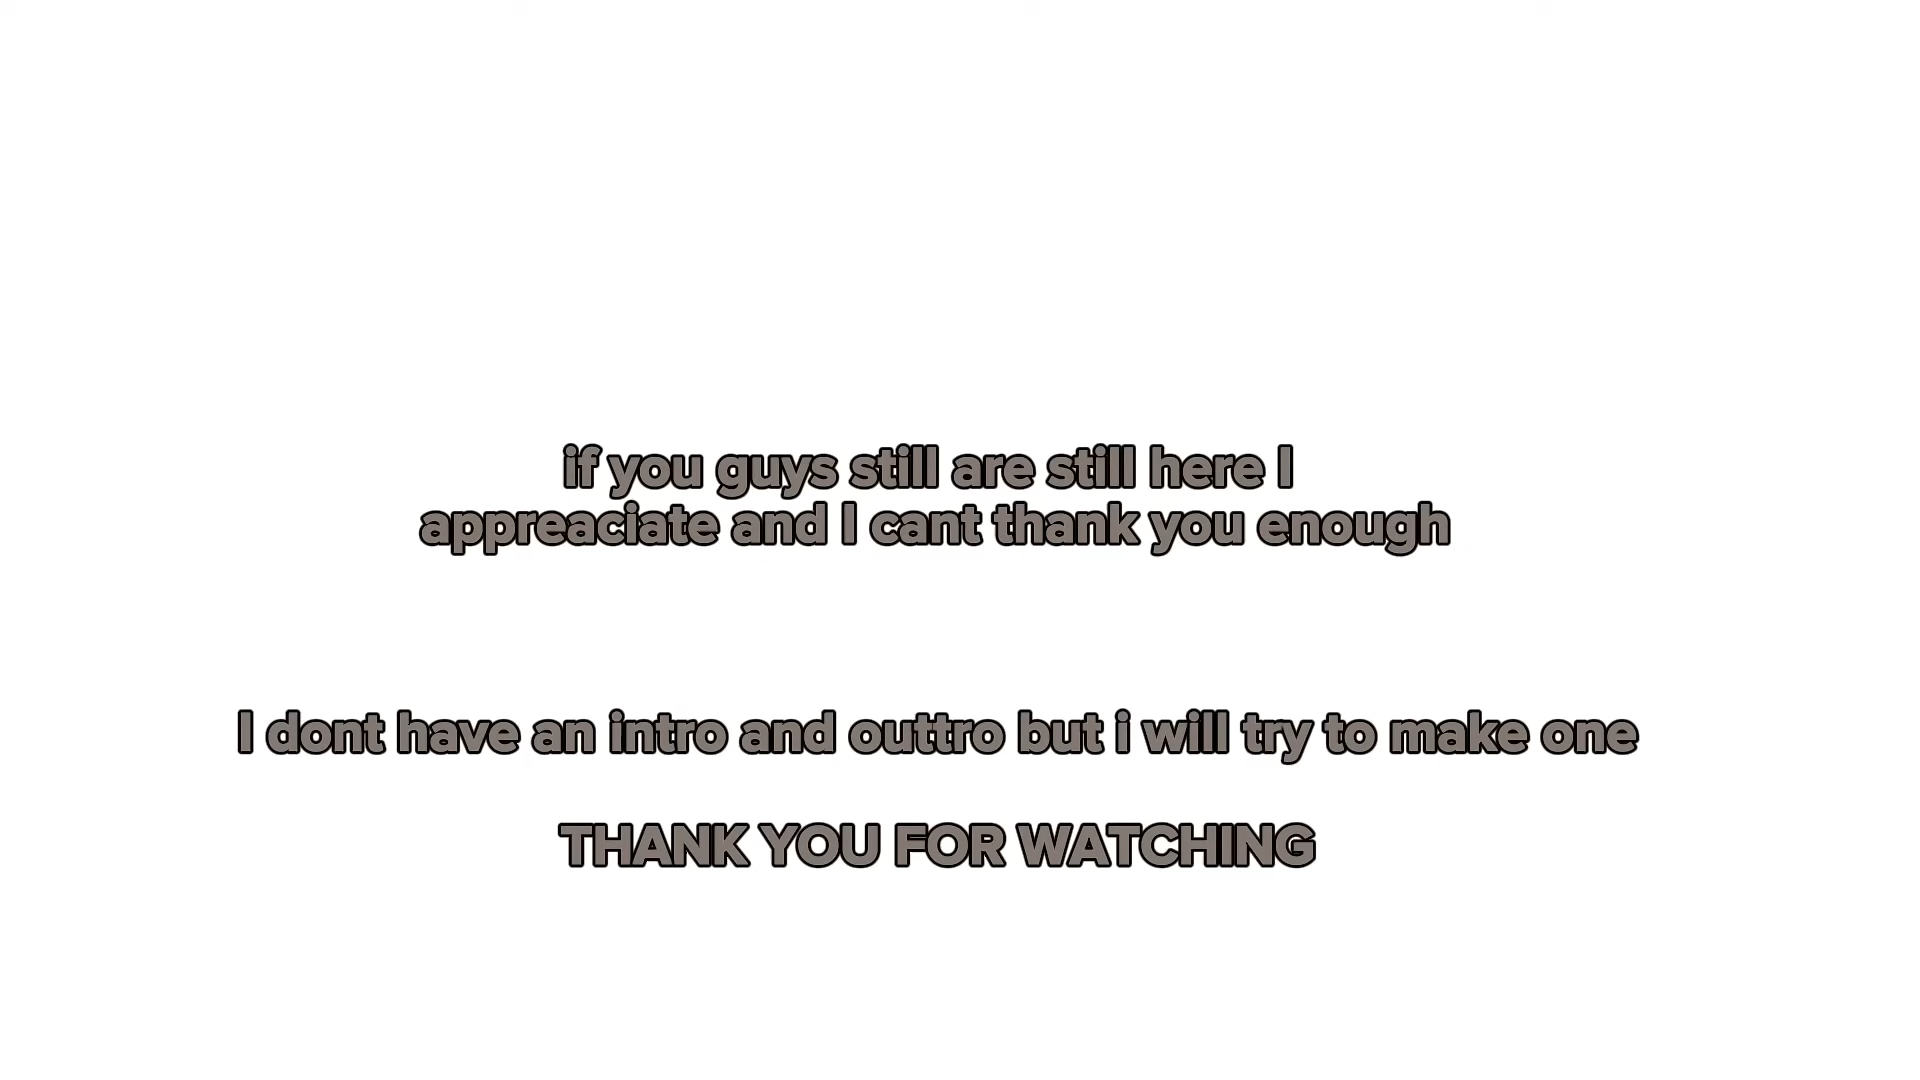 if you guys still are still here I
appreaciate and I cant thank you enough
I dont have an intro and outtro but i will try to make one
THANK YOU FOR WATCHING